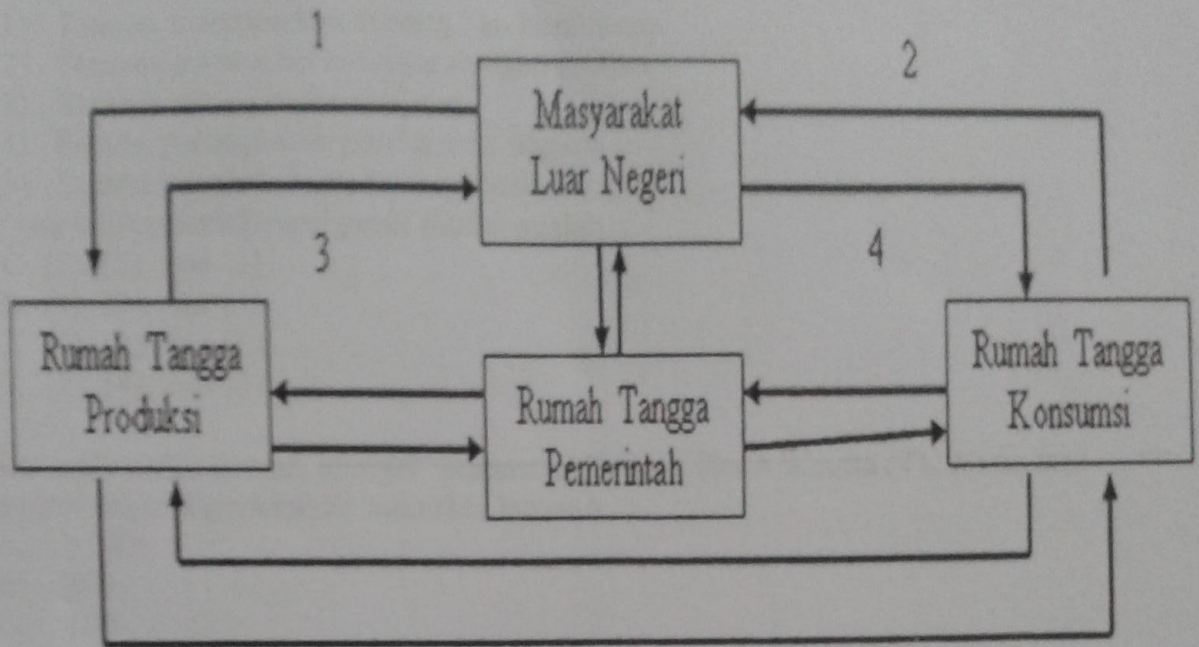 1
2
Masyarakat
Luar Negeri
3
4
Rumah Tangga
Produksi
Rumah Tangga
Pemerintah
Rumah Tangga
Konsumsi